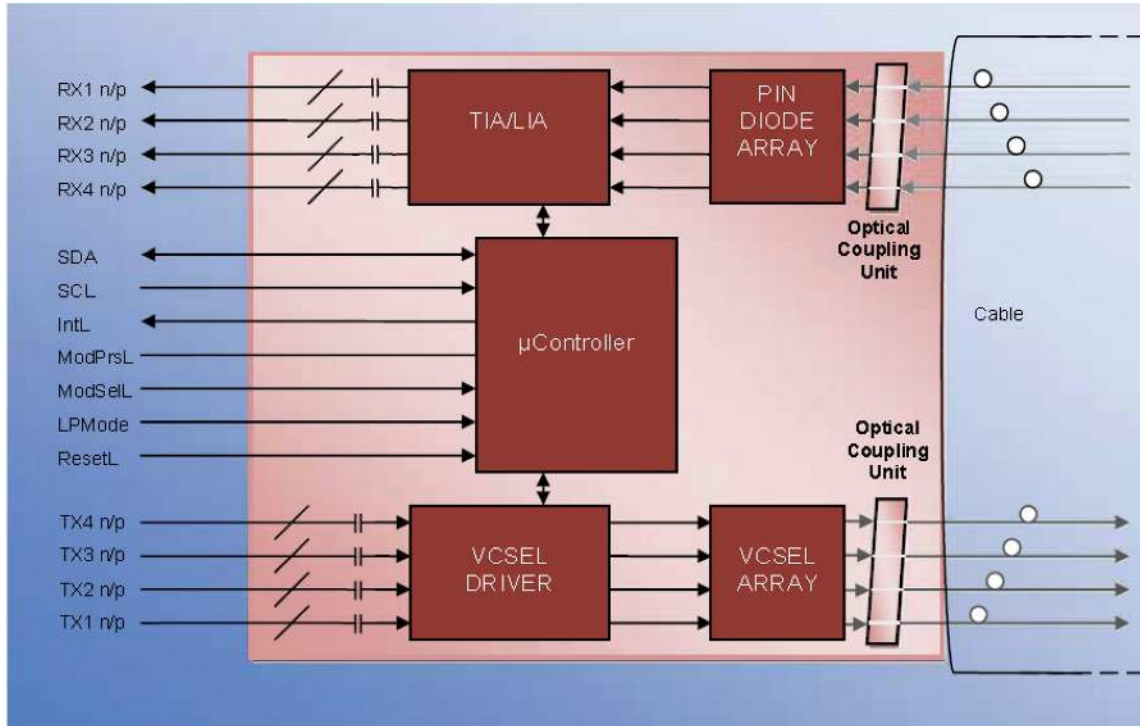 RX1 n/p
RX2 n/p
RX3 n/p
RX4 n/p
TIA/LIA
PIN
DIODE
ARRAY
Optical
Coupling
Unit
SDA
SCL
IntL
ModPrsL
ModSelL
LPMode
ResetL
µController
Cable
Optical
Coupling
Unit
TX4 n/p
TX3 n/p
TX2 n/p
TX1 n/p
VCSEL
DRIVER
VCSEL
ARRAY